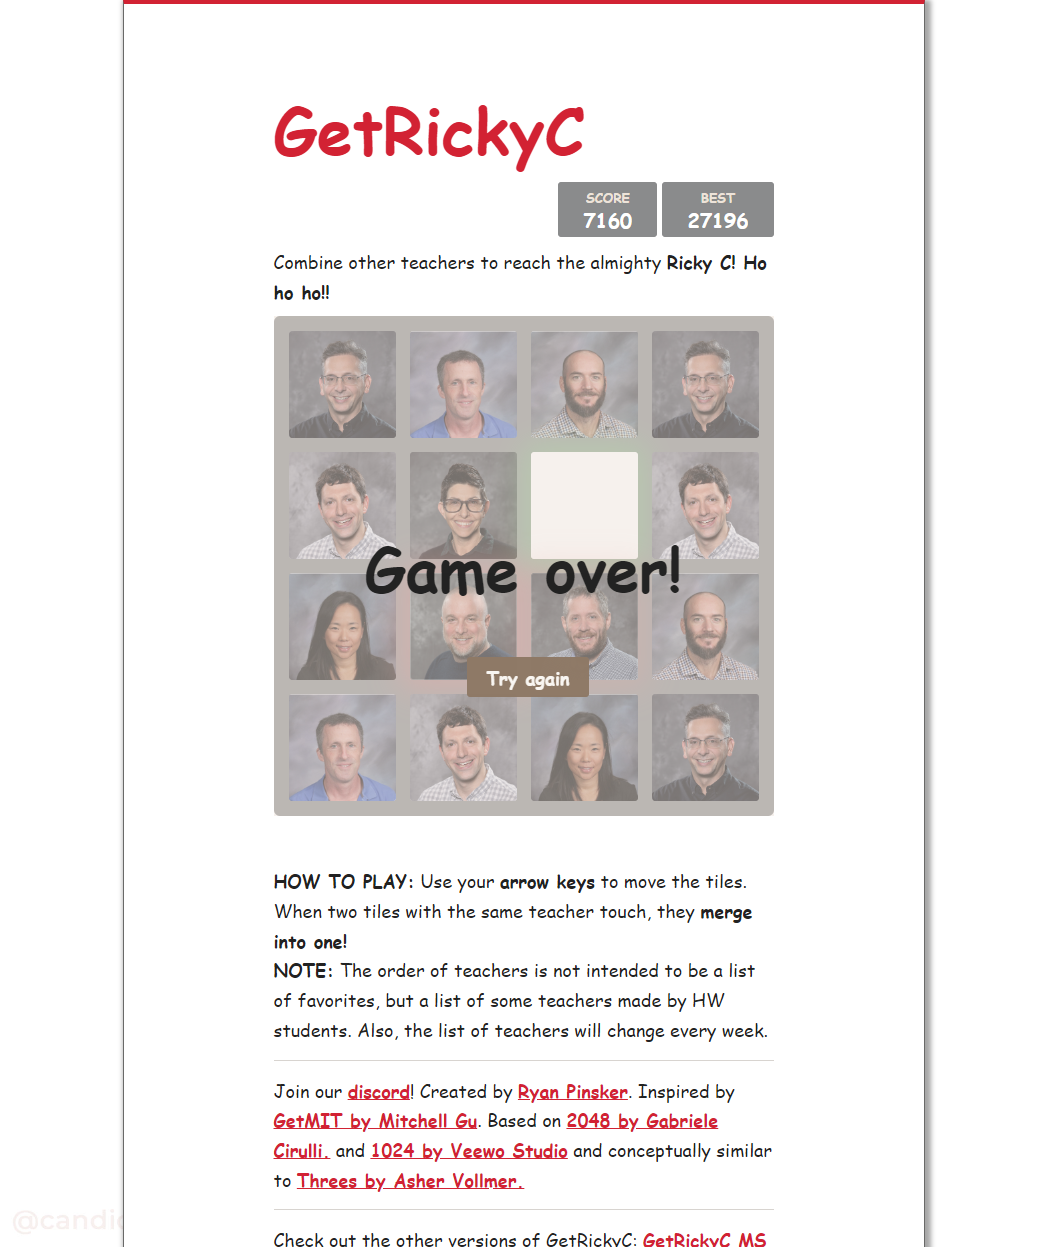 GetRickyC
SCORE BEST
7160 27196
Combine other teachers to reach the almighty Ricky C! Ho
ho ho!!
Game over!
Try again
HOW TO PLAY: Use your arrow keys to move the tiles.
When two tiles with the same teacher touch, they merge
into one!
NOTE: The order of teachers is not intended to be a list
of favorites, but a list of some teachers made by HW
students. Also, the list of teachers will change every week.
Join our discord! Created by Ryan Pinsker. Inspired by
GetMIT by Mitchell Gu. Based on 2048 by Gabriele
Cirulli. and 1024 by Veewo Studio and conceptually similar
to Threes by Asher Vollmer.
Check out the other versions of GetRickyC: GetRickyC MS